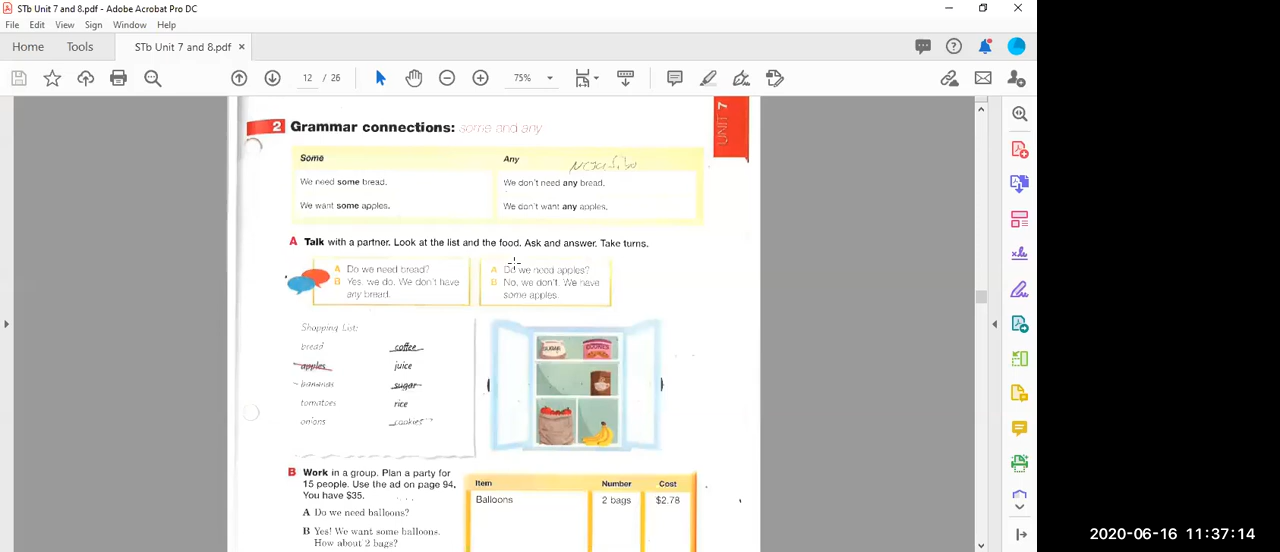 STb Unit 7 and 8.pdf - Adobe Acrobat Pro DC
File Edit View Sign Window Help
Home Tools STb Unit 7 and 8.pdf ×
12 / 26 75%
UNIT 7
2 Grammar connections: some and any
Some Any
We need some bread. We don't need any bread.
We want some apples. We don't want any apples.
A Talk with a partner. Look at the list and the food. Ask and answer. Take turns.
A Do we need bread?
B Yes, we do. We don't have
any bread.
A Do we need apples?
B No, we don't. We have
some apples.
Shopping List:
bread coffee
apples juice
bananas sugar
tomatoes rice
onions cookies
SUGAR COOKIES
B Work in a group. Plan a party for
15 people. Use the ad on page 94.
You have $35.
A Do we need balloons?
B Yes! We want some balloons.
How about 2 bags?
Item Number Cost
Balloons 2 bags $2.78
2020-06-16 11:37:14